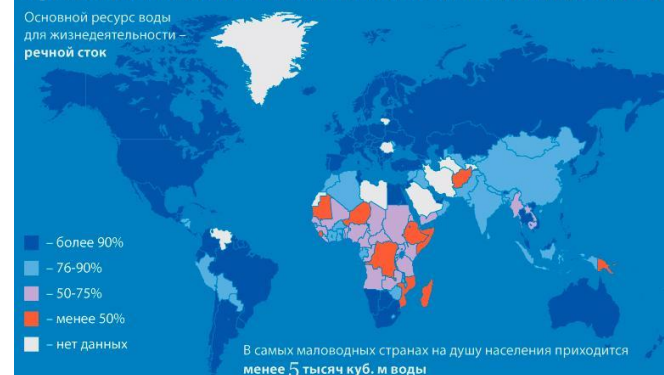 Основной ресурс воды
для жизнедеятельности –
речной сток
– более 90%
– 76-90%
– 50-75%
– менее 50%
– нет данных
В самых маловодных странах на душу населения приходится
менее 5 тысяч куб. м воды